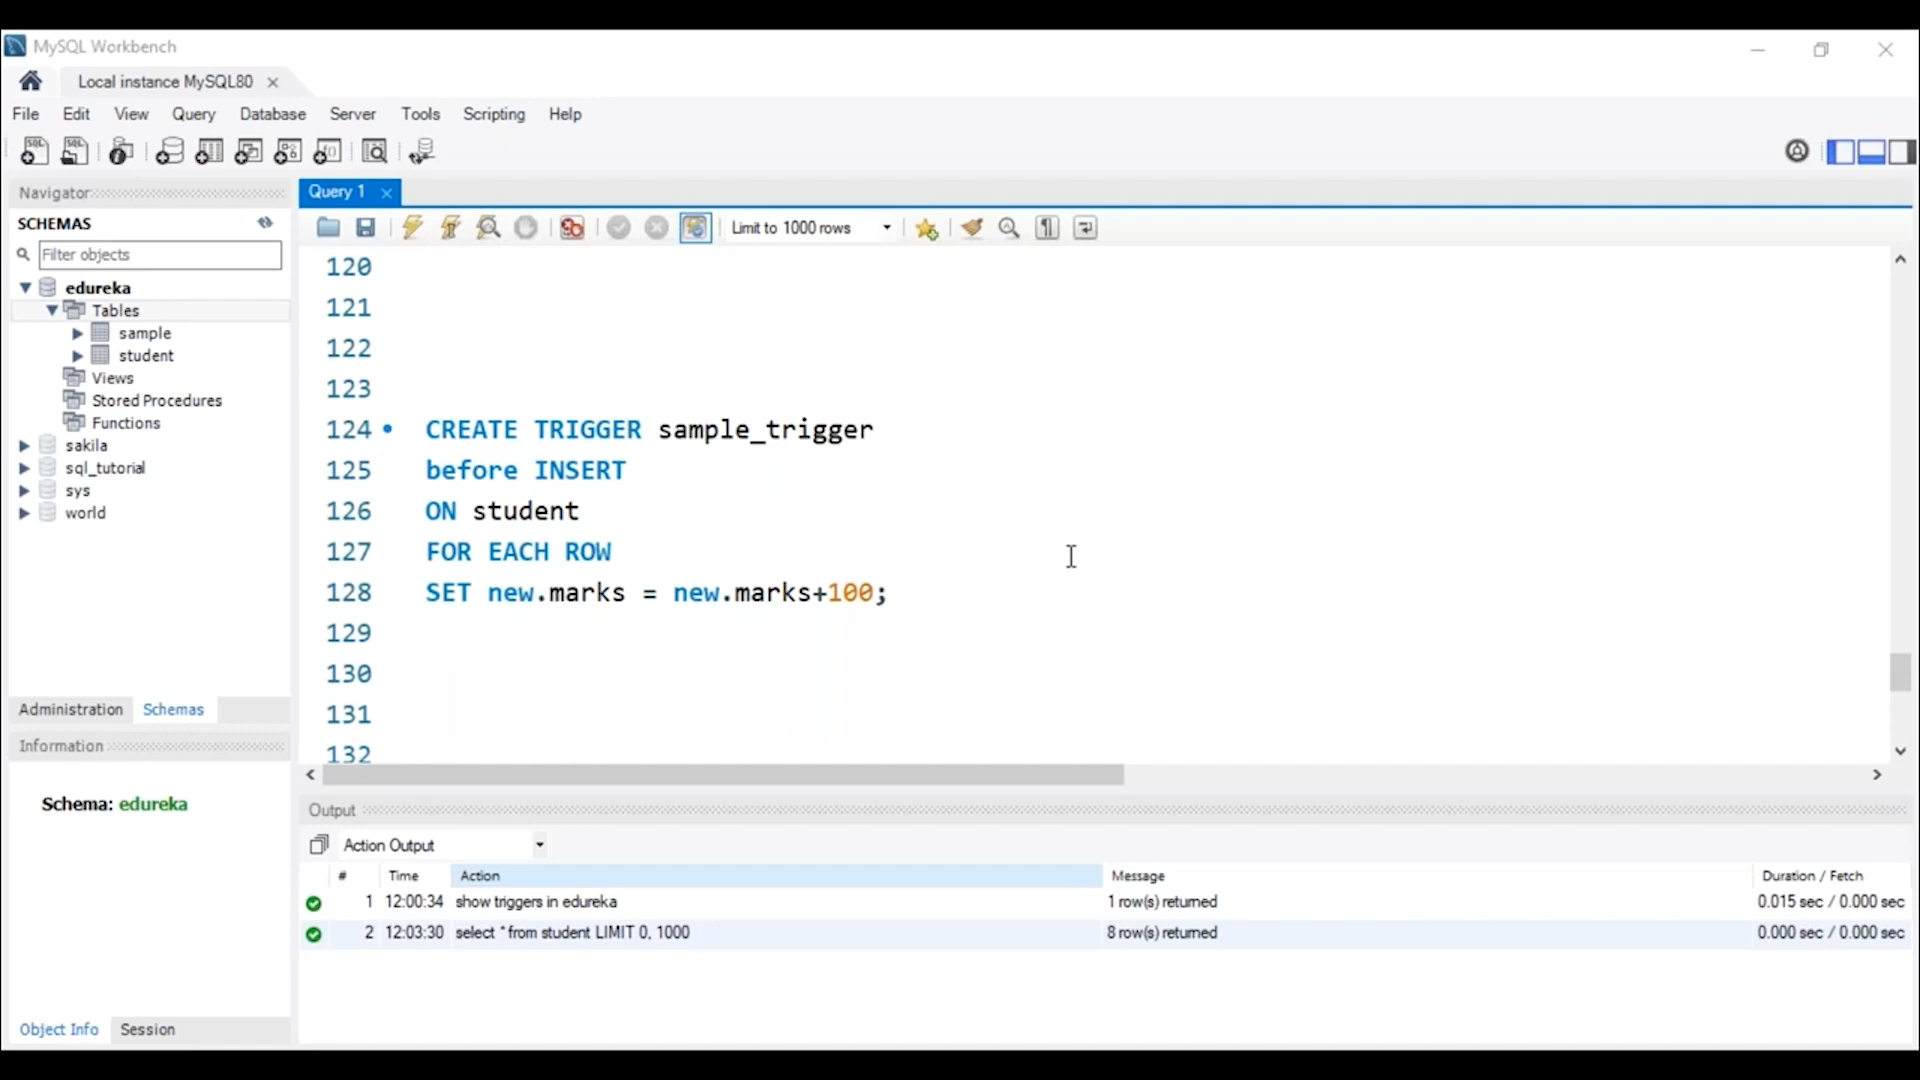 MySQL Workbench
Local instance MySQL80
File Edit View Query Database Server Tools Scripting Help
Navigator
SCHEMAS
Filter objects
edureka
Tables
sample
student
Views
Stored Procedures
Functions
sakila
sql_tutorial
sys
world
Administration Schemas
Information
Schema: edureka
Object Info Session
Query 1
Limit to 1000 rows
120
121
122
123
124 CREATE TRIGGER sample_trigger
125 before INSERT
126 ON student
127 FOR EACH ROW
128 SET new.marks = new.marks+100;
129
130
131
132
Output
Action Output
# Time Action Message Duration / Fetch
1 12:00:34 show triggers in edureka 1 row(s) returned 0.015 sec / 0.000 sec
2 12:03:30 select * from student LIMIT 0, 1000 8 row(s) returned 0.000 sec / 0.000 sec